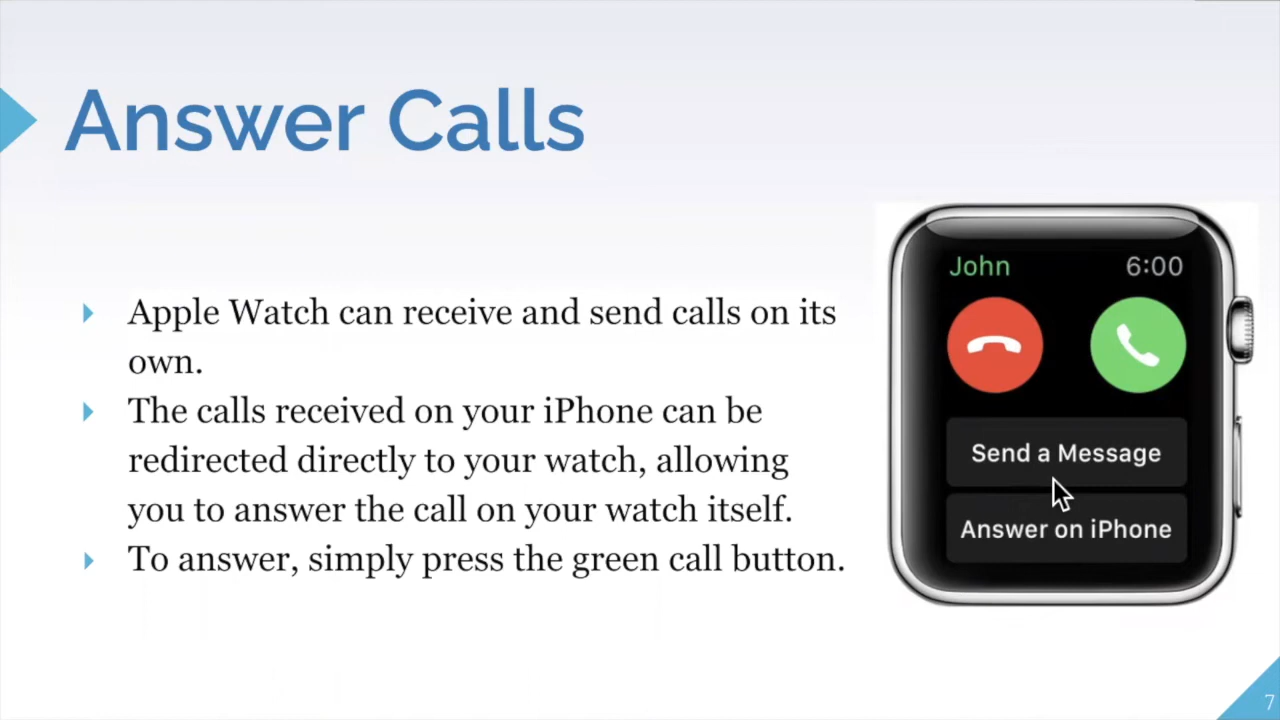 Answer Calls
Apple Watch can receive and send calls on its
own.
The calls received on your iPhone can be
redirected directly to your watch, allowing
you to answer the call on your watch itself.
To answer, simply press the green call button.
John 6:00
Send a Message
Answer on iPhone
7